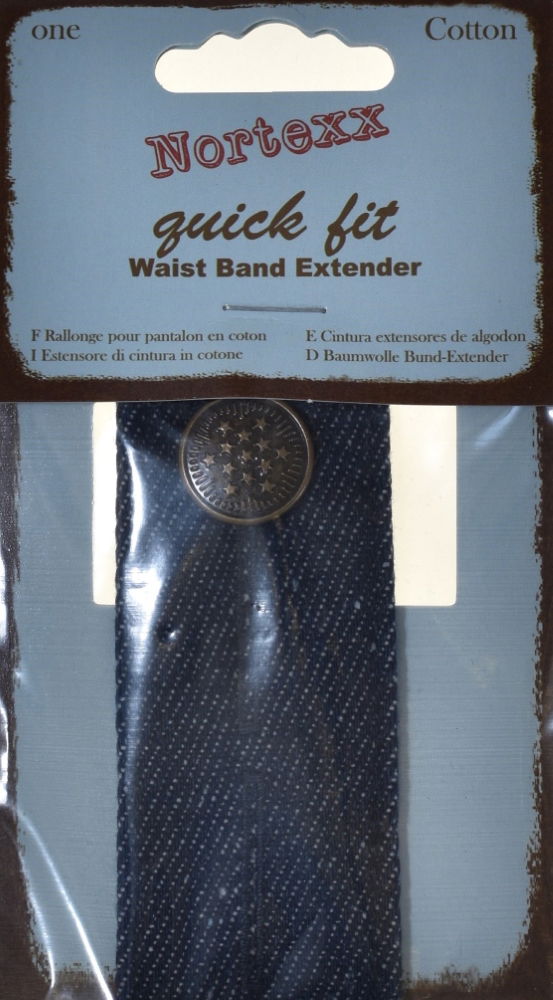 one
Cotton
Nortexx
quick fit
Waist Band Extender
F Rallonge pour pantalon en coton
E Cintura extensores de algodon
I Estensore di cintura in cotone
D Baumwolle Bund-Extender